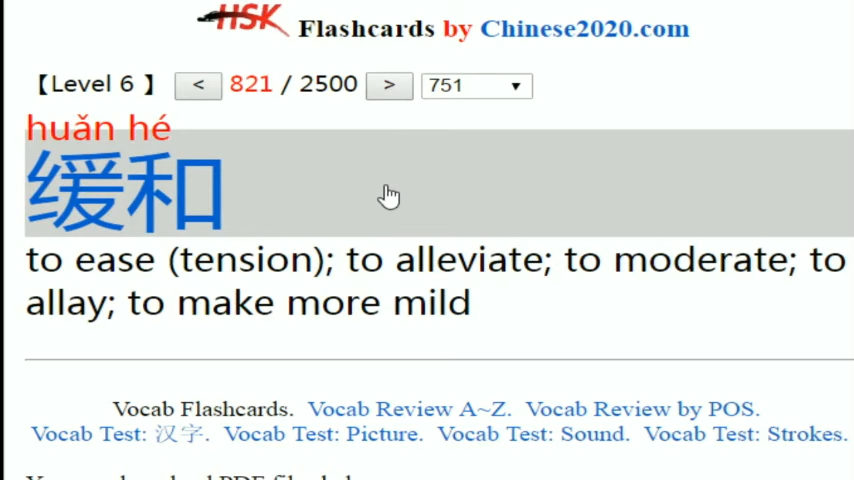 HSK Flashcards by Chinese2020.com
【Level 6 】 < 821 / 2500 > 751
huǎn hé
缓和
to ease (tension); to alleviate; to moderate; to
allay; to make more mild
Vocab Flashcards. Vocab Review A~Z. Vocab Review by POS.
Vocab Test: 汉字. Vocab Test: Picture. Vocab Test: Sound. Vocab Test: Strokes.